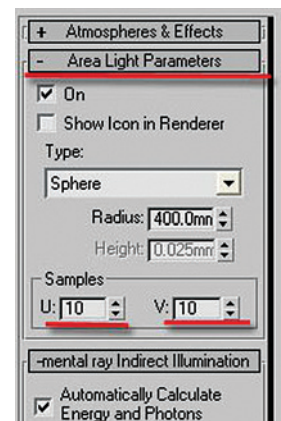 + Atmospheres & Effects
- Area Light Parameters
On
Show Icon in Renderer
Type:
Sphere
Radius: 400.0mn
Height: 0.025mn
Samples
U: 10 V: 10
-mental ray Indirect Illumination
Automatically Calculate
Energy and Photons